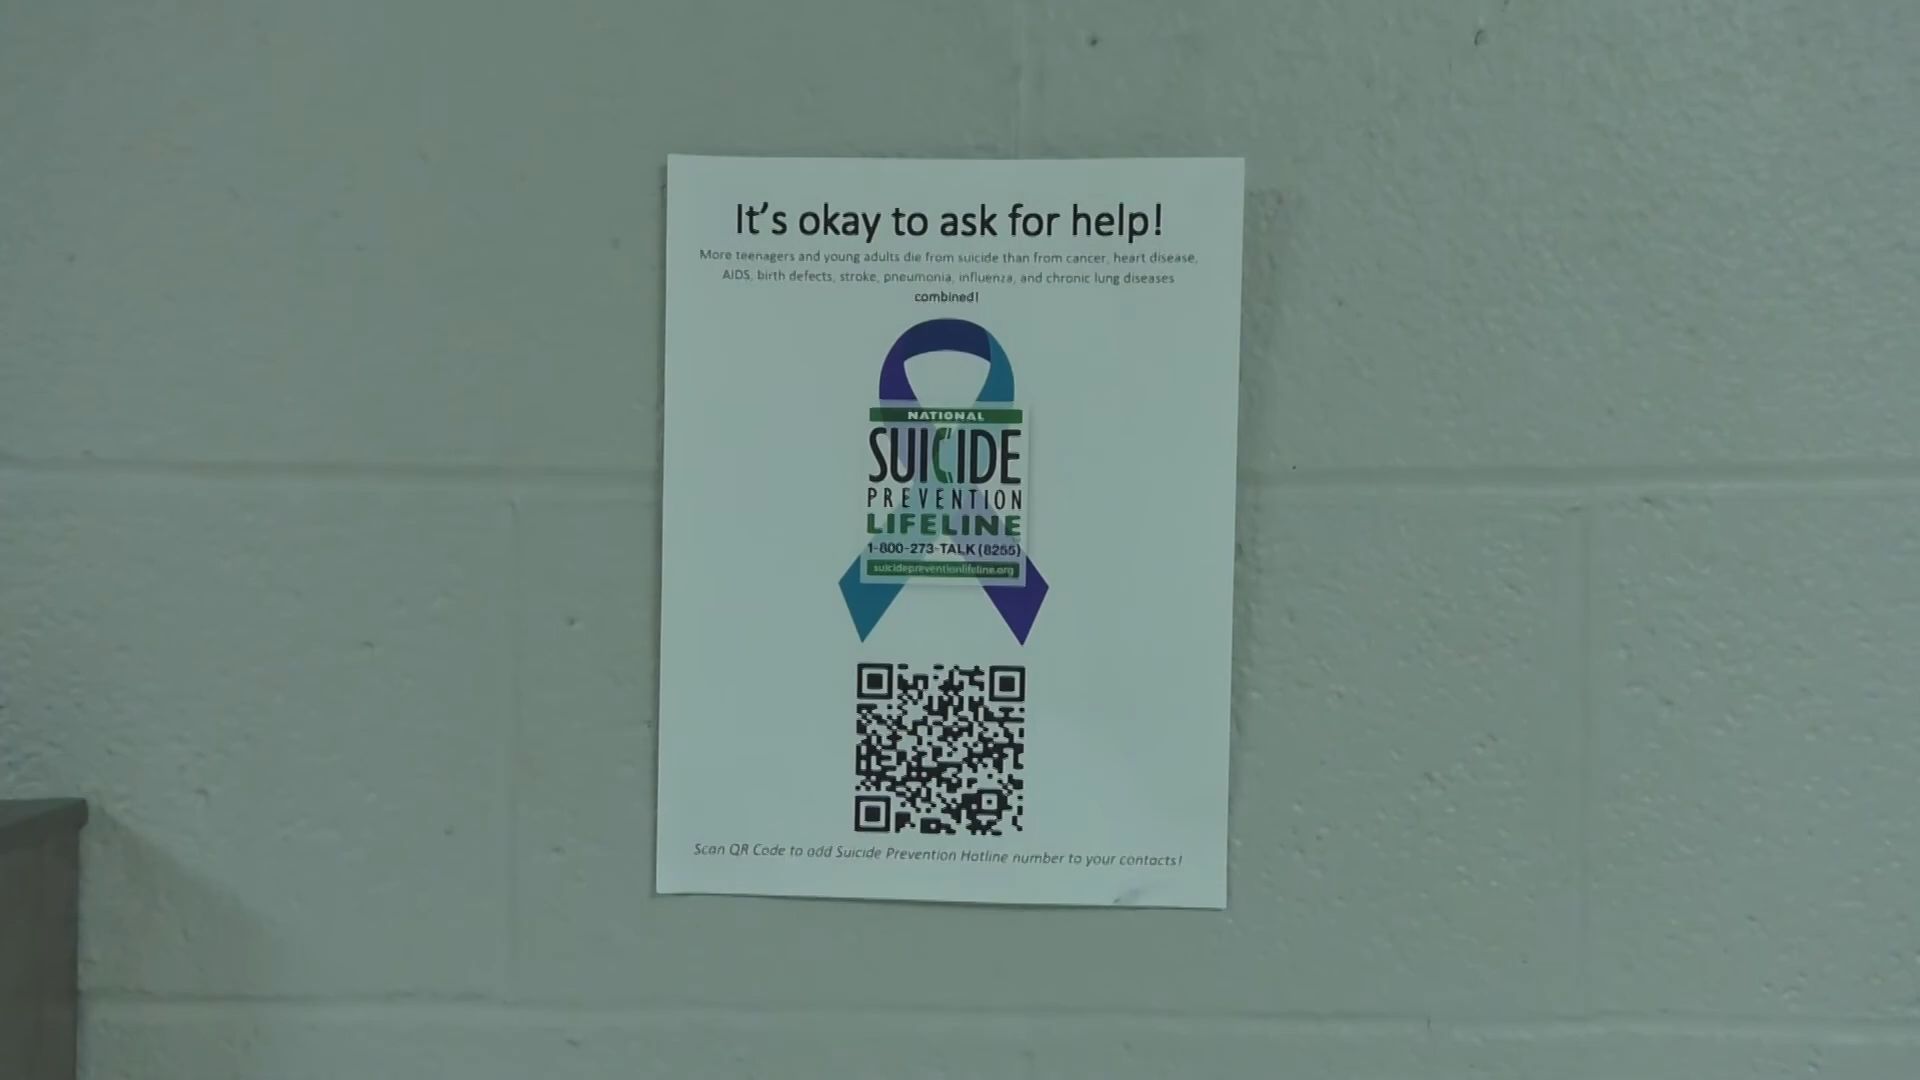 It's okay to ask for help!
More teenagers and young adults die from suicide than from cancer, heart disease,
AIDS, birth defects, stroke, pneumonia, influenza, and chronic lung diseases
combined!
NATIONAL
SUICIDE
PREVENTION
LIFELINE
1-800-273-TALK (8255)
suicidepreventionlifeline.org
Scan QR Code to add Suicide Prevention Hotline number to your contacts!